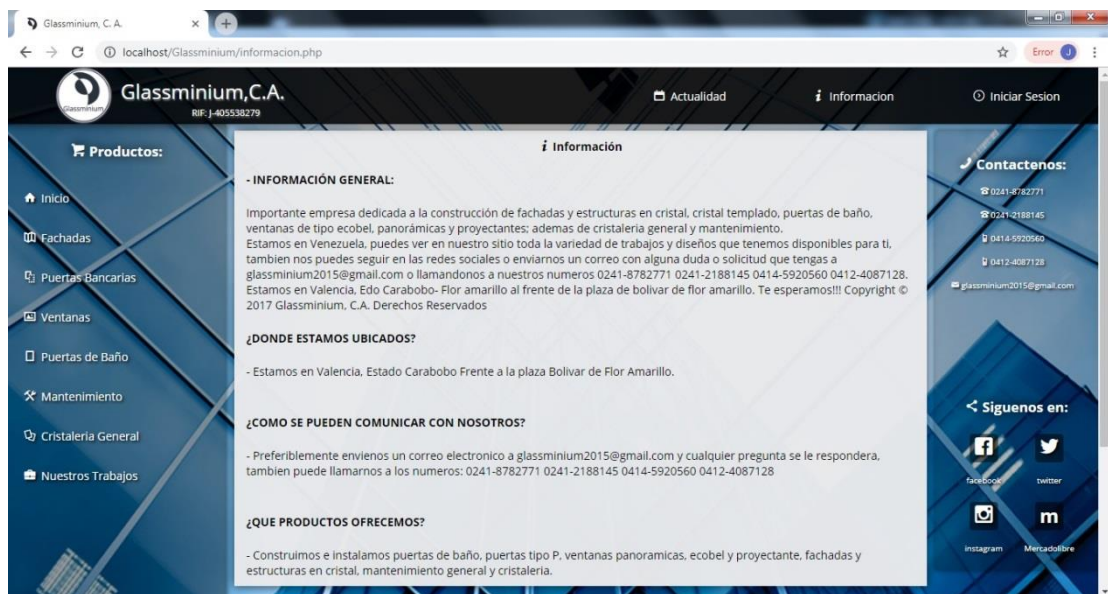 Glassminium, C. A.
localhost/Glassminium/informacion.php
Error
J
Glassminium
Glassminium,C.A.
RIF: J-405538279
Actualidad
Informacion
Iniciar Sesion
Productos:
Inicio
Fachadas
Puertas Bancarias
Ventanas
Puertas de Baño
Mantenimiento
Cristaleria General
Nuestros Trabajos
Información
- INFORMACIÓN GENERAL:
Importante empresa dedicada a la construcción de fachadas y estructuras en cristal, cristal templado, puertas de baño,
ventanas de tipo ecobel, panorámicas y proyectantes; ademas de cristaleria general y mantenimiento.
Estamos en Venezuela, puedes ver en nuestro sitio toda la variedad de trabajos y diseños que tenemos disponibles para ti,
tambien nos puedes seguir en las redes sociales o enviarnos un correo con alguna duda o solicitud que tengas a
glassminium2015@gmail.com o llamandonos a nuestros numeros 0241-8782771 0241-2188145 0414-5920560 0412-4087128.
Estamos en Valencia, Edo Carabobo- Flor amarillo al frente de la plaza de bolivar de flor amarillo. Te esperamos!!! Copyright ©
2017 Glassminium, C.A. Derechos Reservados
¿DONDE ESTAMOS UBICADOS?
- Estamos en Valencia, Estado Carabobo Frente a la plaza Bolivar de Flor Amarillo.
¿COMO SE PUEDEN COMUNICAR CON NOSOTROS?
- Preferiblemente envienos un correo electronico a glassminium2015@gmail.com y cualquier pregunta se le respondera,
tambien puede llamarnos a los numeros: 0241-8782771 0241-2188145 0414-5920560 0412-4087128
¿QUE PRODUCTOS OFRECEMOS?
- Construimos e instalamos puertas de baño, puertas tipo P, ventanas panoramicas, ecobel y proyectante, fachadas y
estructuras en cristal, mantenimiento general y cristaleria.
Contactenos:
0241-8782771
0241-2188145
0414-5920560
0412-4087128
glassminium2015@gmail.com
Siguenos en:
facebook
twitter
instagram
m
Mercadolibre